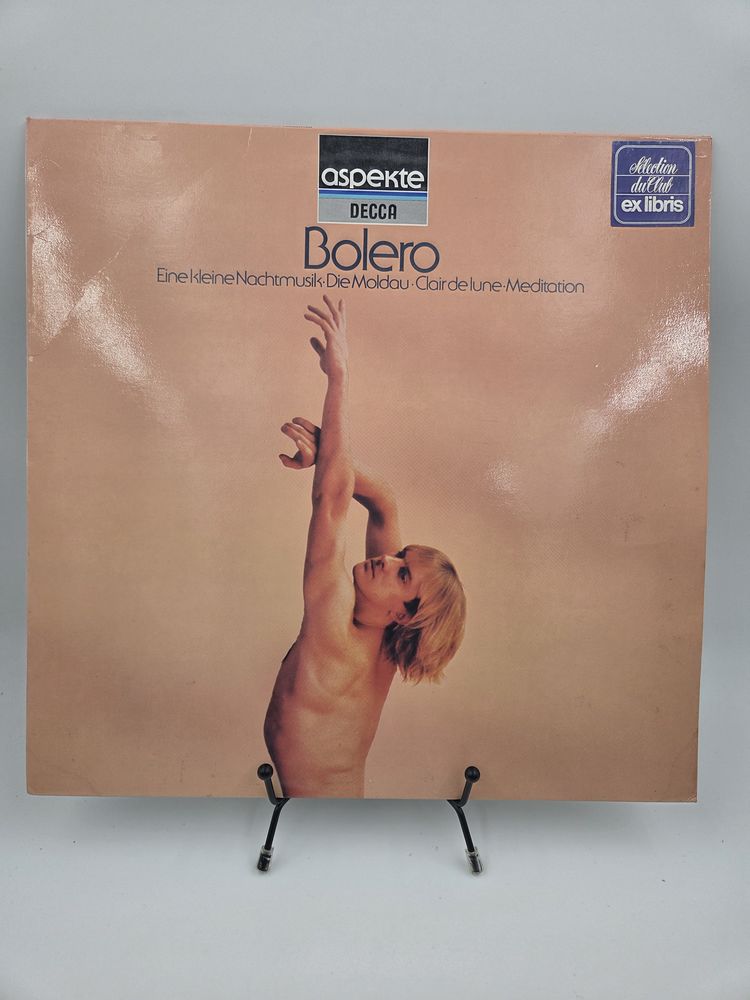 aspekte
DECCA
Sélection
du Club
ex libris
Bolero
Eine kleine Nachtmusik·Die Moldau·Clair de lune·Meditation